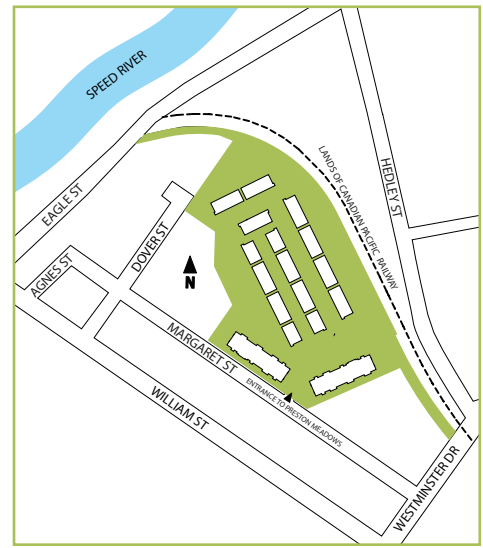 SPEED RIVER
EAGLE ST
LANDS OF CANADIAN PACIFIC RAILWAY
HEDLEY ST
DOVER ST
AGNES ST
N
MARGARET ST
ENTRANCE TO PRESTON MEADOWS
WILLIAM ST
WESTMINSTER DR